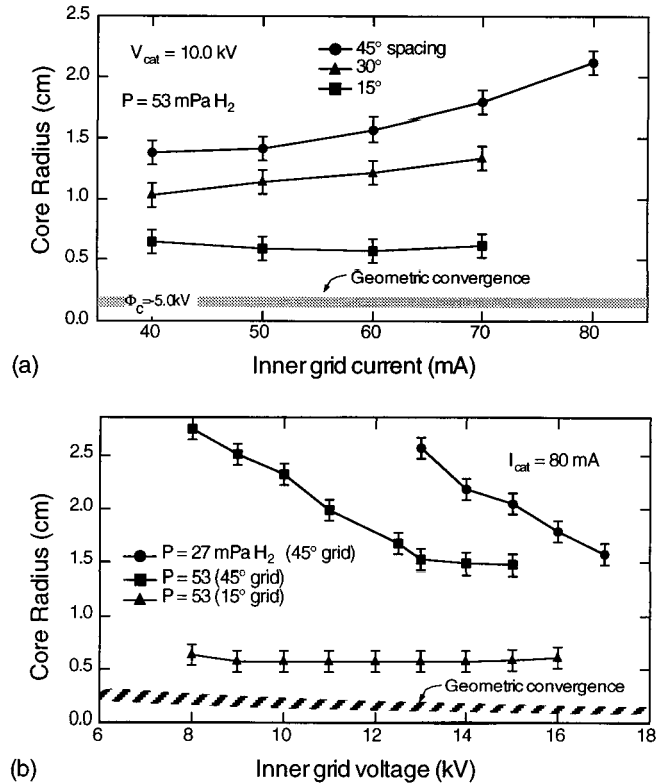 2.5
2.0
1.5
1.0
0.5
0.0
Core Radius (cm)
V_cat = 10.0 kV
P = 53 mPa H₂
45° spacing
30°
15°
Geometric convergence
Φ_c=-5.0kV
40 50 60 70 80
(a)
Inner grid current (mA)
2.5
2.0
1.5
1.0
0.5
0.0
Core Radius (cm)
I_cat = 80 mA
P = 27 mPa H₂ (45° grid)
P = 53 (45° grid)
P = 53 (15° grid)
Geometric convergence
6 8 10 12 14 16 18
(b)
Inner grid voltage (kV)